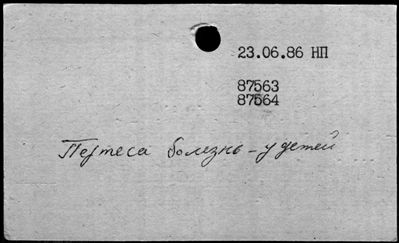 23.06.86 НП
87563
87564
Пертеса болезнь - у детей